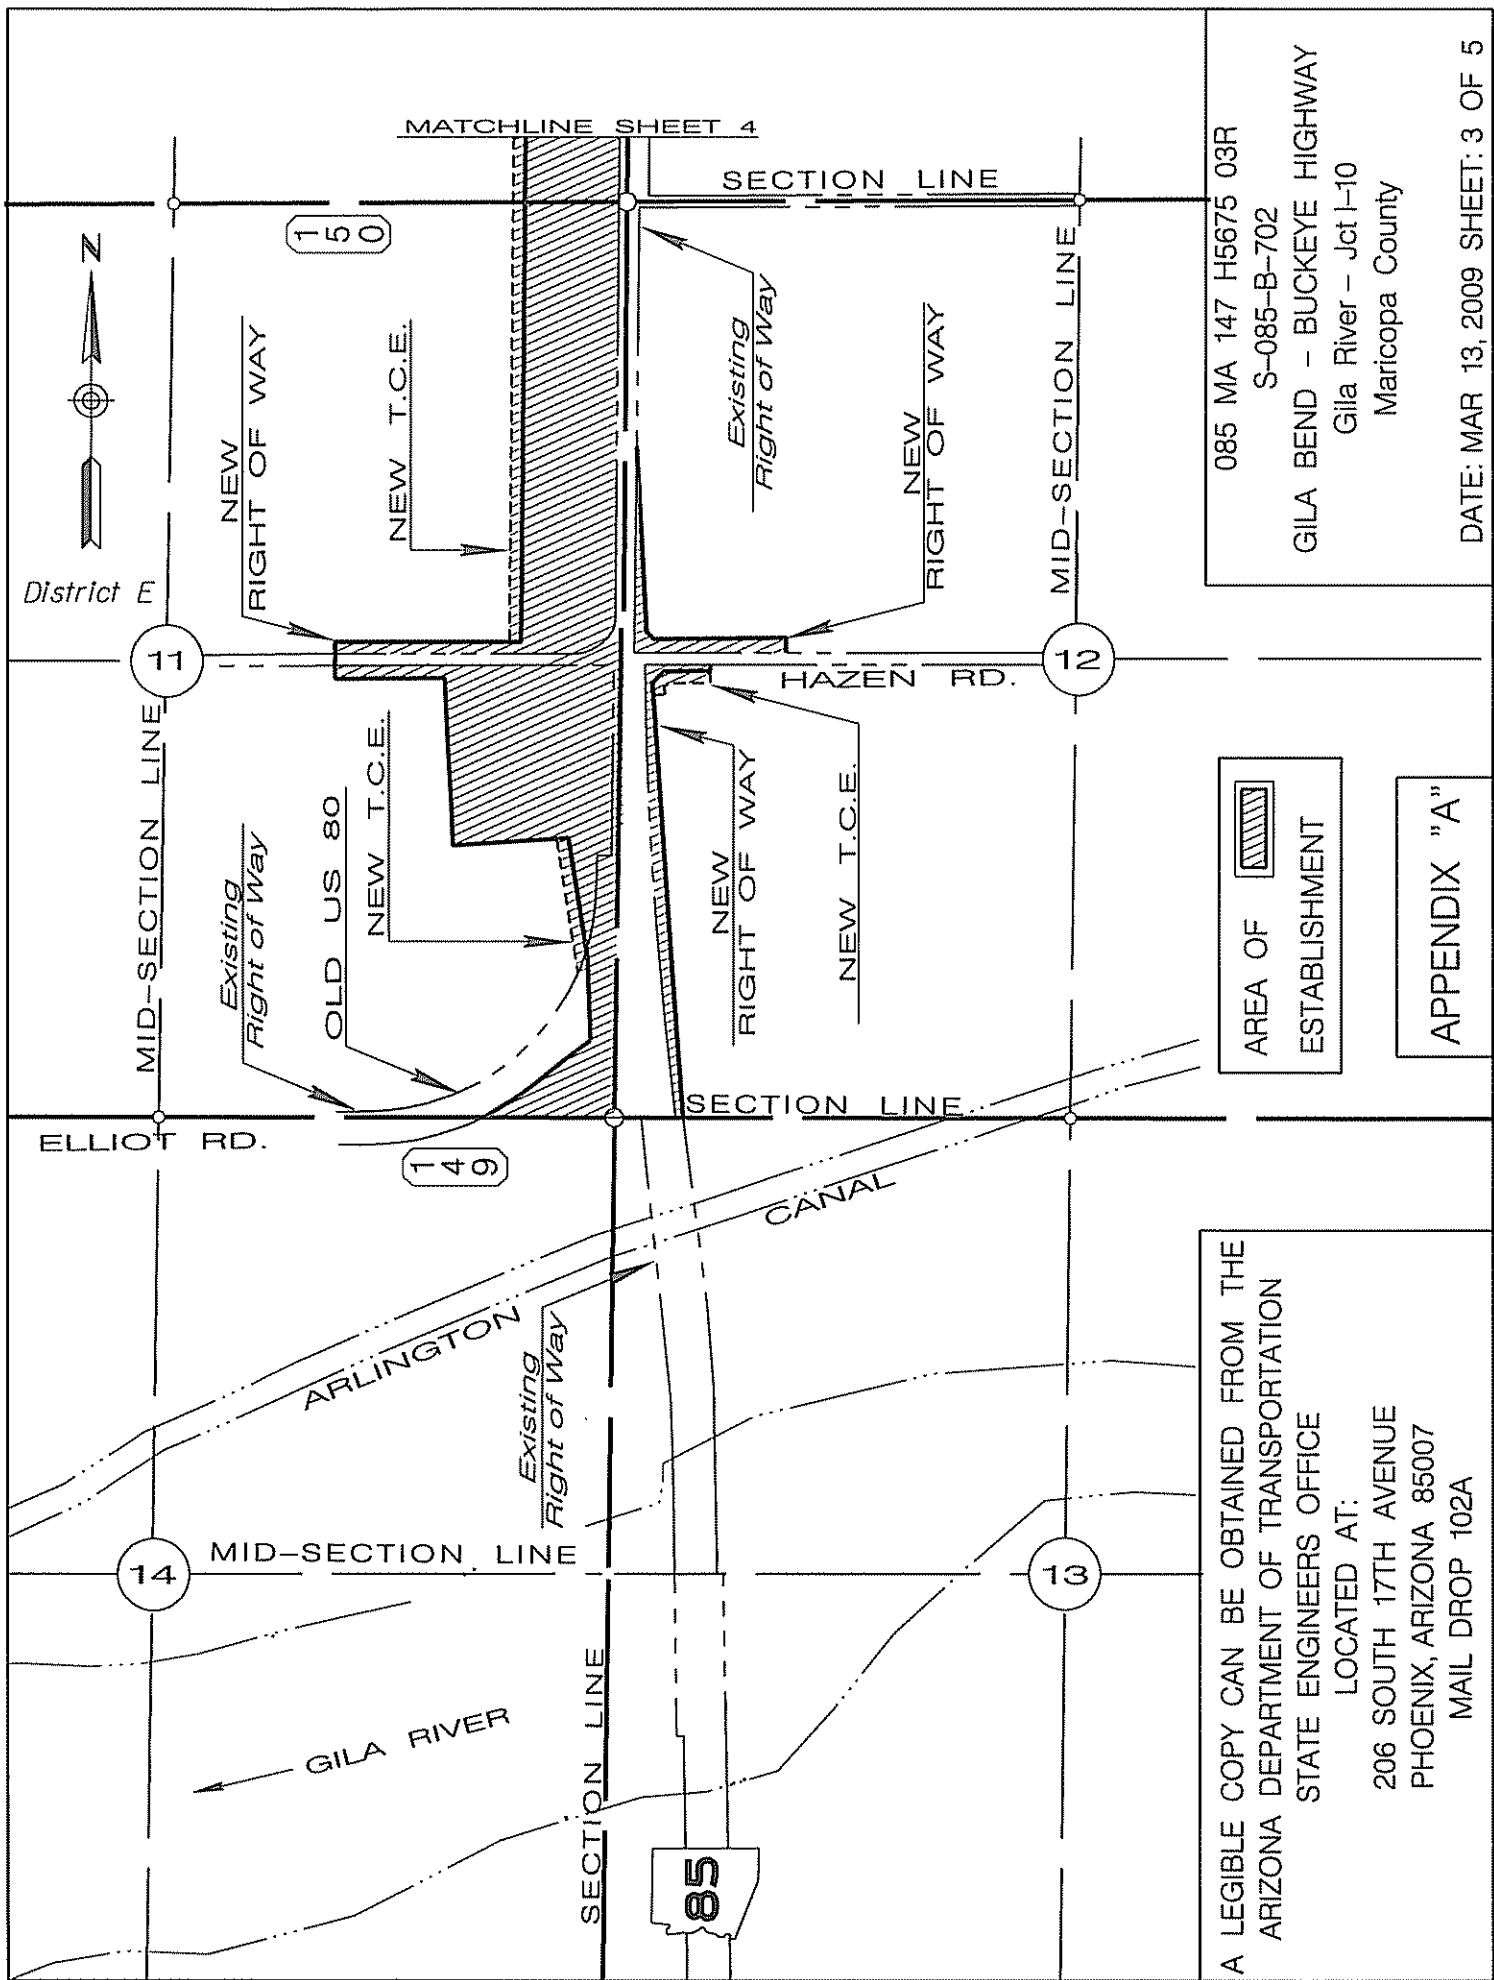 District E
N
11
12
14
13
MID-SECTION LINE
MID-SECTION LINE
MID-SECTION LINE
SECTION LINE
SECTION LINE
SECTION LINE
MATCHLINE SHEET 4
150
149
NEW
RIGHT OF WAY
NEW T.C.E.
Existing
Right of Way
OLD US 80
NEW T.C.E.
Existing
Right of Way
NEW
RIGHT OF WAY
HAZEN RD.
NEW
RIGHT OF WAY
NEW T.C.E.
ELLIOT RD.
ARLINGTON CANAL
Existing
Right of Way
GILA RIVER
85
A LEGIBLE COPY CAN BE OBTAINED FROM THE
ARIZONA DEPARTMENT OF TRANSPORTATION
STATE ENGINEERS OFFICE
LOCATED AT:
206 SOUTH 17TH AVENUE
PHOENIX, ARIZONA 85007
MAIL DROP 102A
AREA OF
ESTABLISHMENT
APPENDIX "A"
085 MA 147 H5675 03R
S-085-B-702
GILA BEND - BUCKEYE HIGHWAY
Gila River - Jct I-10
Maricopa County
DATE: MAR 13, 2009 SHEET: 3 OF 5